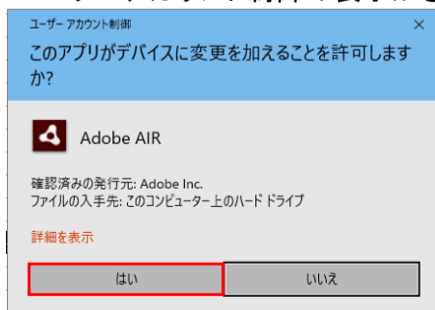 ユーザー アカウント制御
このアプリがデバイスに変更を加えることを許可します
か?
Adobe AIR
確認済みの発行元: Adobe Inc.
ファイルの入手先: このコンピューター上のハード ドライブ
詳細を表示
はい
いいえ